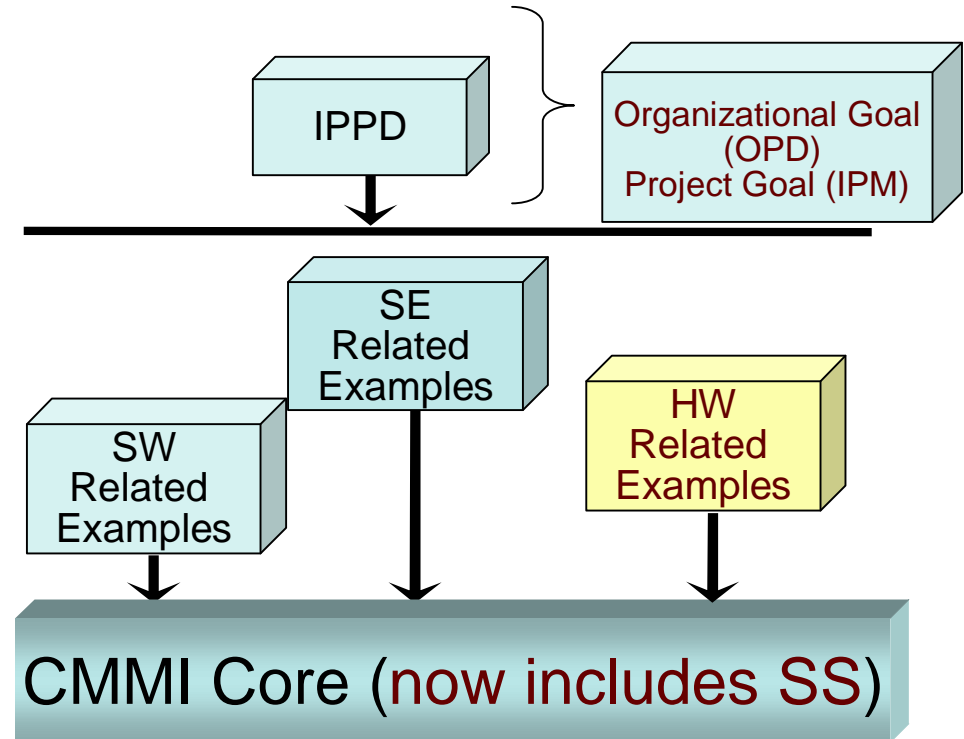 IPPD
Organizational Goal
(OPD)
Project Goal (IPM)
SE
Related
Examples
SW
Related
Examples
HW
Related
Examples
CMMI Core (now includes SS)